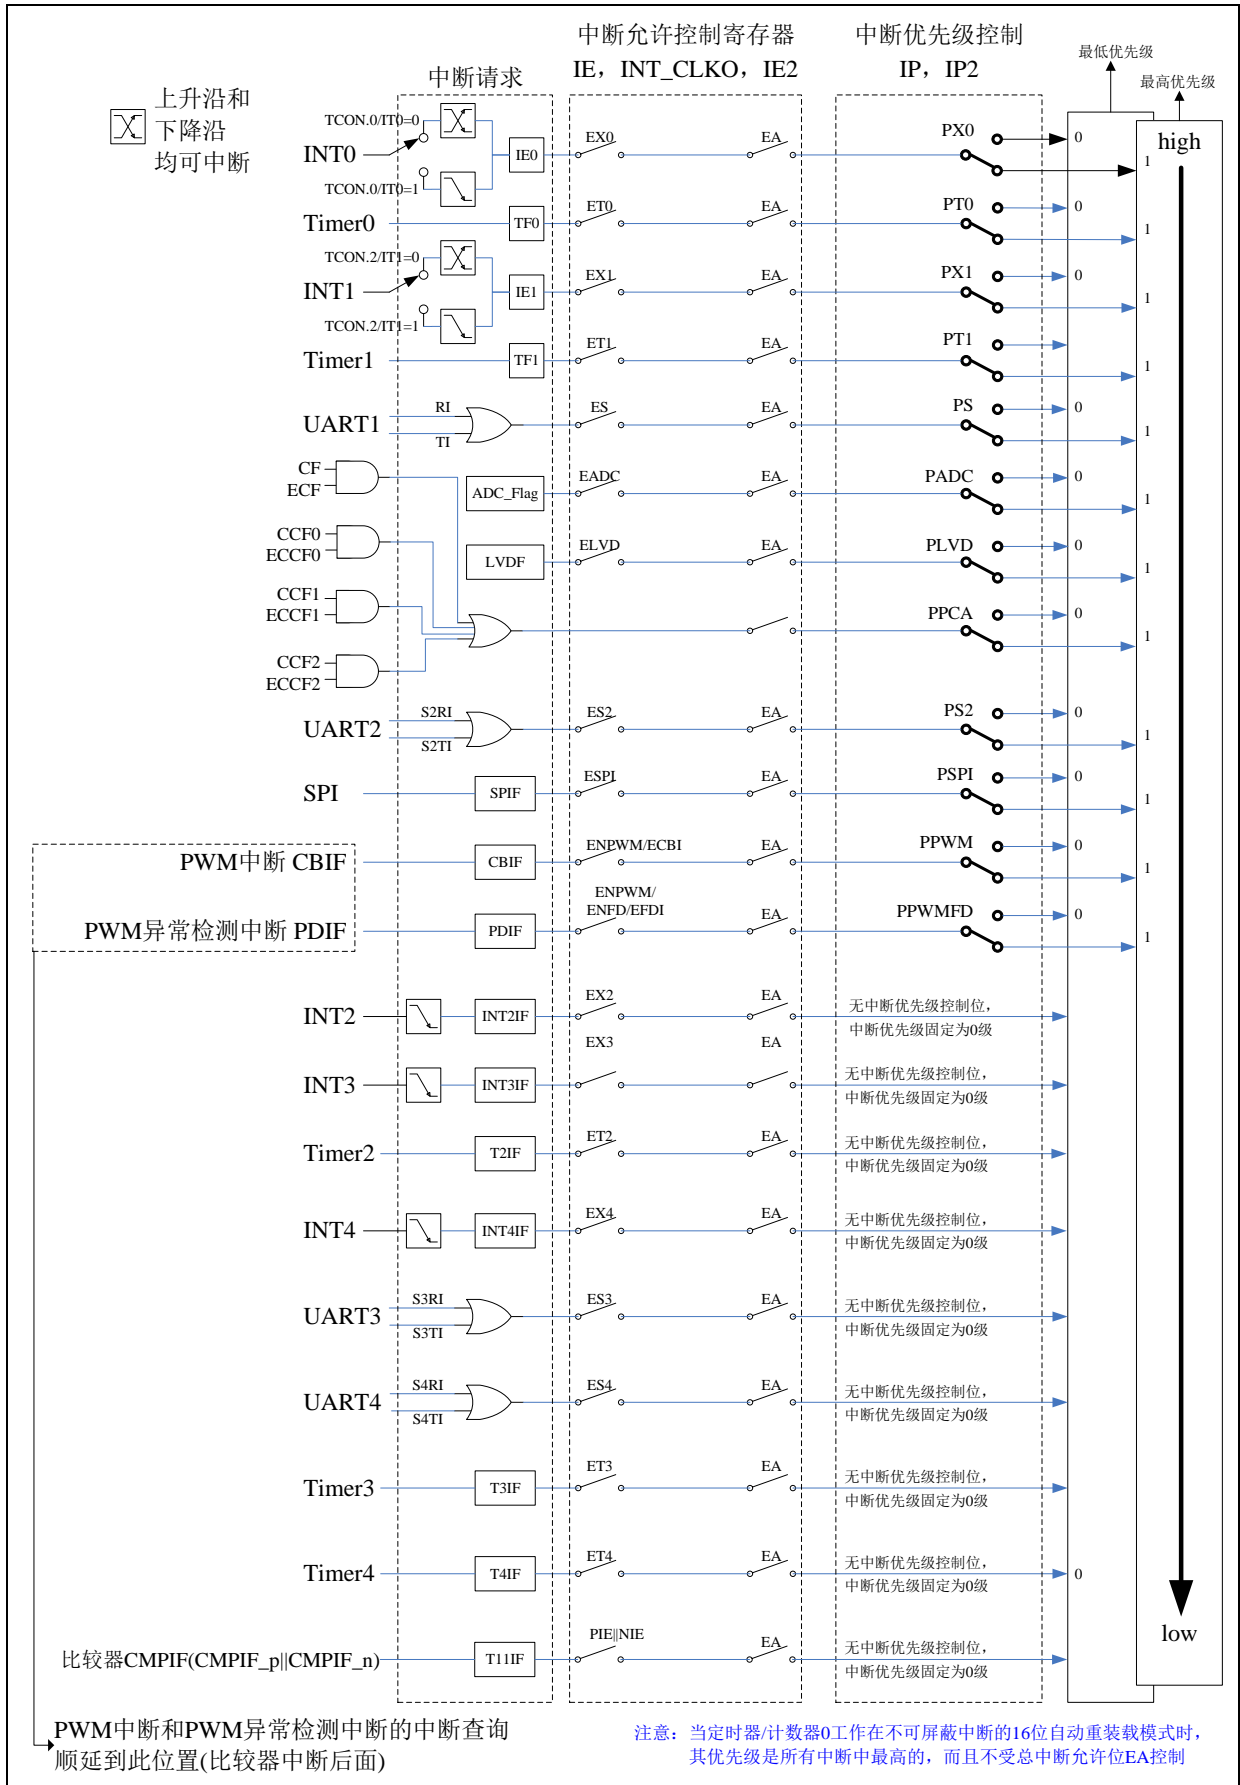 中断允许控制寄存器
IE，INT_CLKO，IE2
中断优先级控制
IP，IP2
最低优先级
最高优先级
中断请求
上升沿和
下降沿
均可中断
TCON.0/IT0=0
INT0
TCON.0/IT0=1
IE0
EX0
EA
PX0
0
1
high
Timer0
TF0
ET0
EA
PT0
0
1
TCON.2/IT1=0
INT1
TCON.2/IT1=1
IE1
EX1
EA
PX1
0
1
Timer1
TF1
ET1
EA
PT1
1
UART1
RI
TI
ES
EA
PS
0
1
CF
ECF
ADC_Flag
EADC
EA
PADC
0
1
CCF0
ECCF0
LVDF
ELVD
EA
PLVD
0
1
CCF1
ECCF1
PPCA
0
1
CCF2
ECCF2
UART2
S2RI
S2TI
ES2
EA
PS2
0
1
SPI
SPIF
ESPI
EA
PSPI
0
1
PWM中断 CBIF
CBIF
ENPWM/ECBI
EA
PPWM
0
1
PWM异常检测中断 PDIF
PDIF
ENPWM/
ENFD/EFDI
EA
PPWMFD
0
1
INT2
INT2IF
EX2
EA
无中断优先级控制位，
中断优先级固定为0级
INT3
INT3IF
EX3
EA
无中断优先级控制位，
中断优先级固定为0级
Timer2
T2IF
ET2
EA
无中断优先级控制位，
中断优先级固定为0级
INT4
INT4IF
EX4
EA
无中断优先级控制位，
中断优先级固定为0级
UART3
S3RI
S3TI
ES3
EA
无中断优先级控制位，
中断优先级固定为0级
UART4
S4RI
S4TI
ES4
EA
无中断优先级控制位，
中断优先级固定为0级
Timer3
T3IF
ET3
EA
无中断优先级控制位，
中断优先级固定为0级
Timer4
T4IF
ET4
EA
无中断优先级控制位，
中断优先级固定为0级
0
low
比较器CMPIF(CMPIF_p||CMPIF_n)
T11IF
PIE||NIE
EA
无中断优先级控制位，
中断优先级固定为0级
PWM中断和PWM异常检测中断的中断查询
顺延到此位置(比较器中断后面)
注意：当定时器/计数器0工作在不可屏蔽中断的16位自动重装载模式时，
其优先级是所有中断中最高的，而且不受总中断允许位EA控制